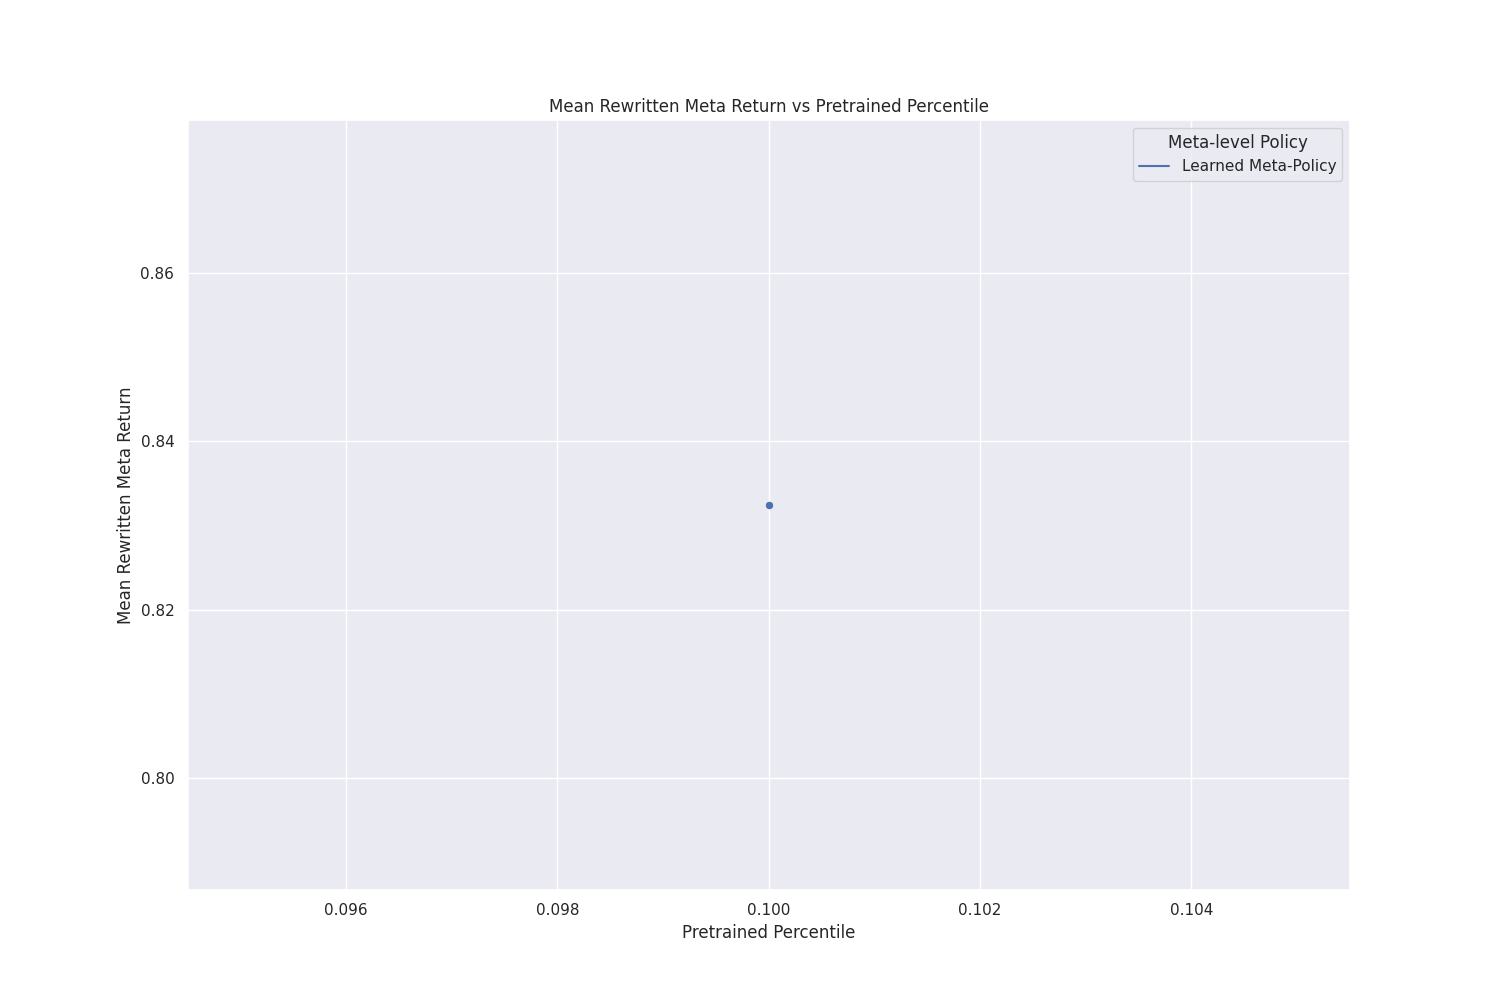 Mean Rewritten Meta Return vs Pretrained Percentile
Meta-level Policy
Learned Meta-Policy
Mean Rewritten Meta Return
0.86
0.84
0.82
0.80
0.096 0.098 0.100 0.102 0.104
Pretrained Percentile